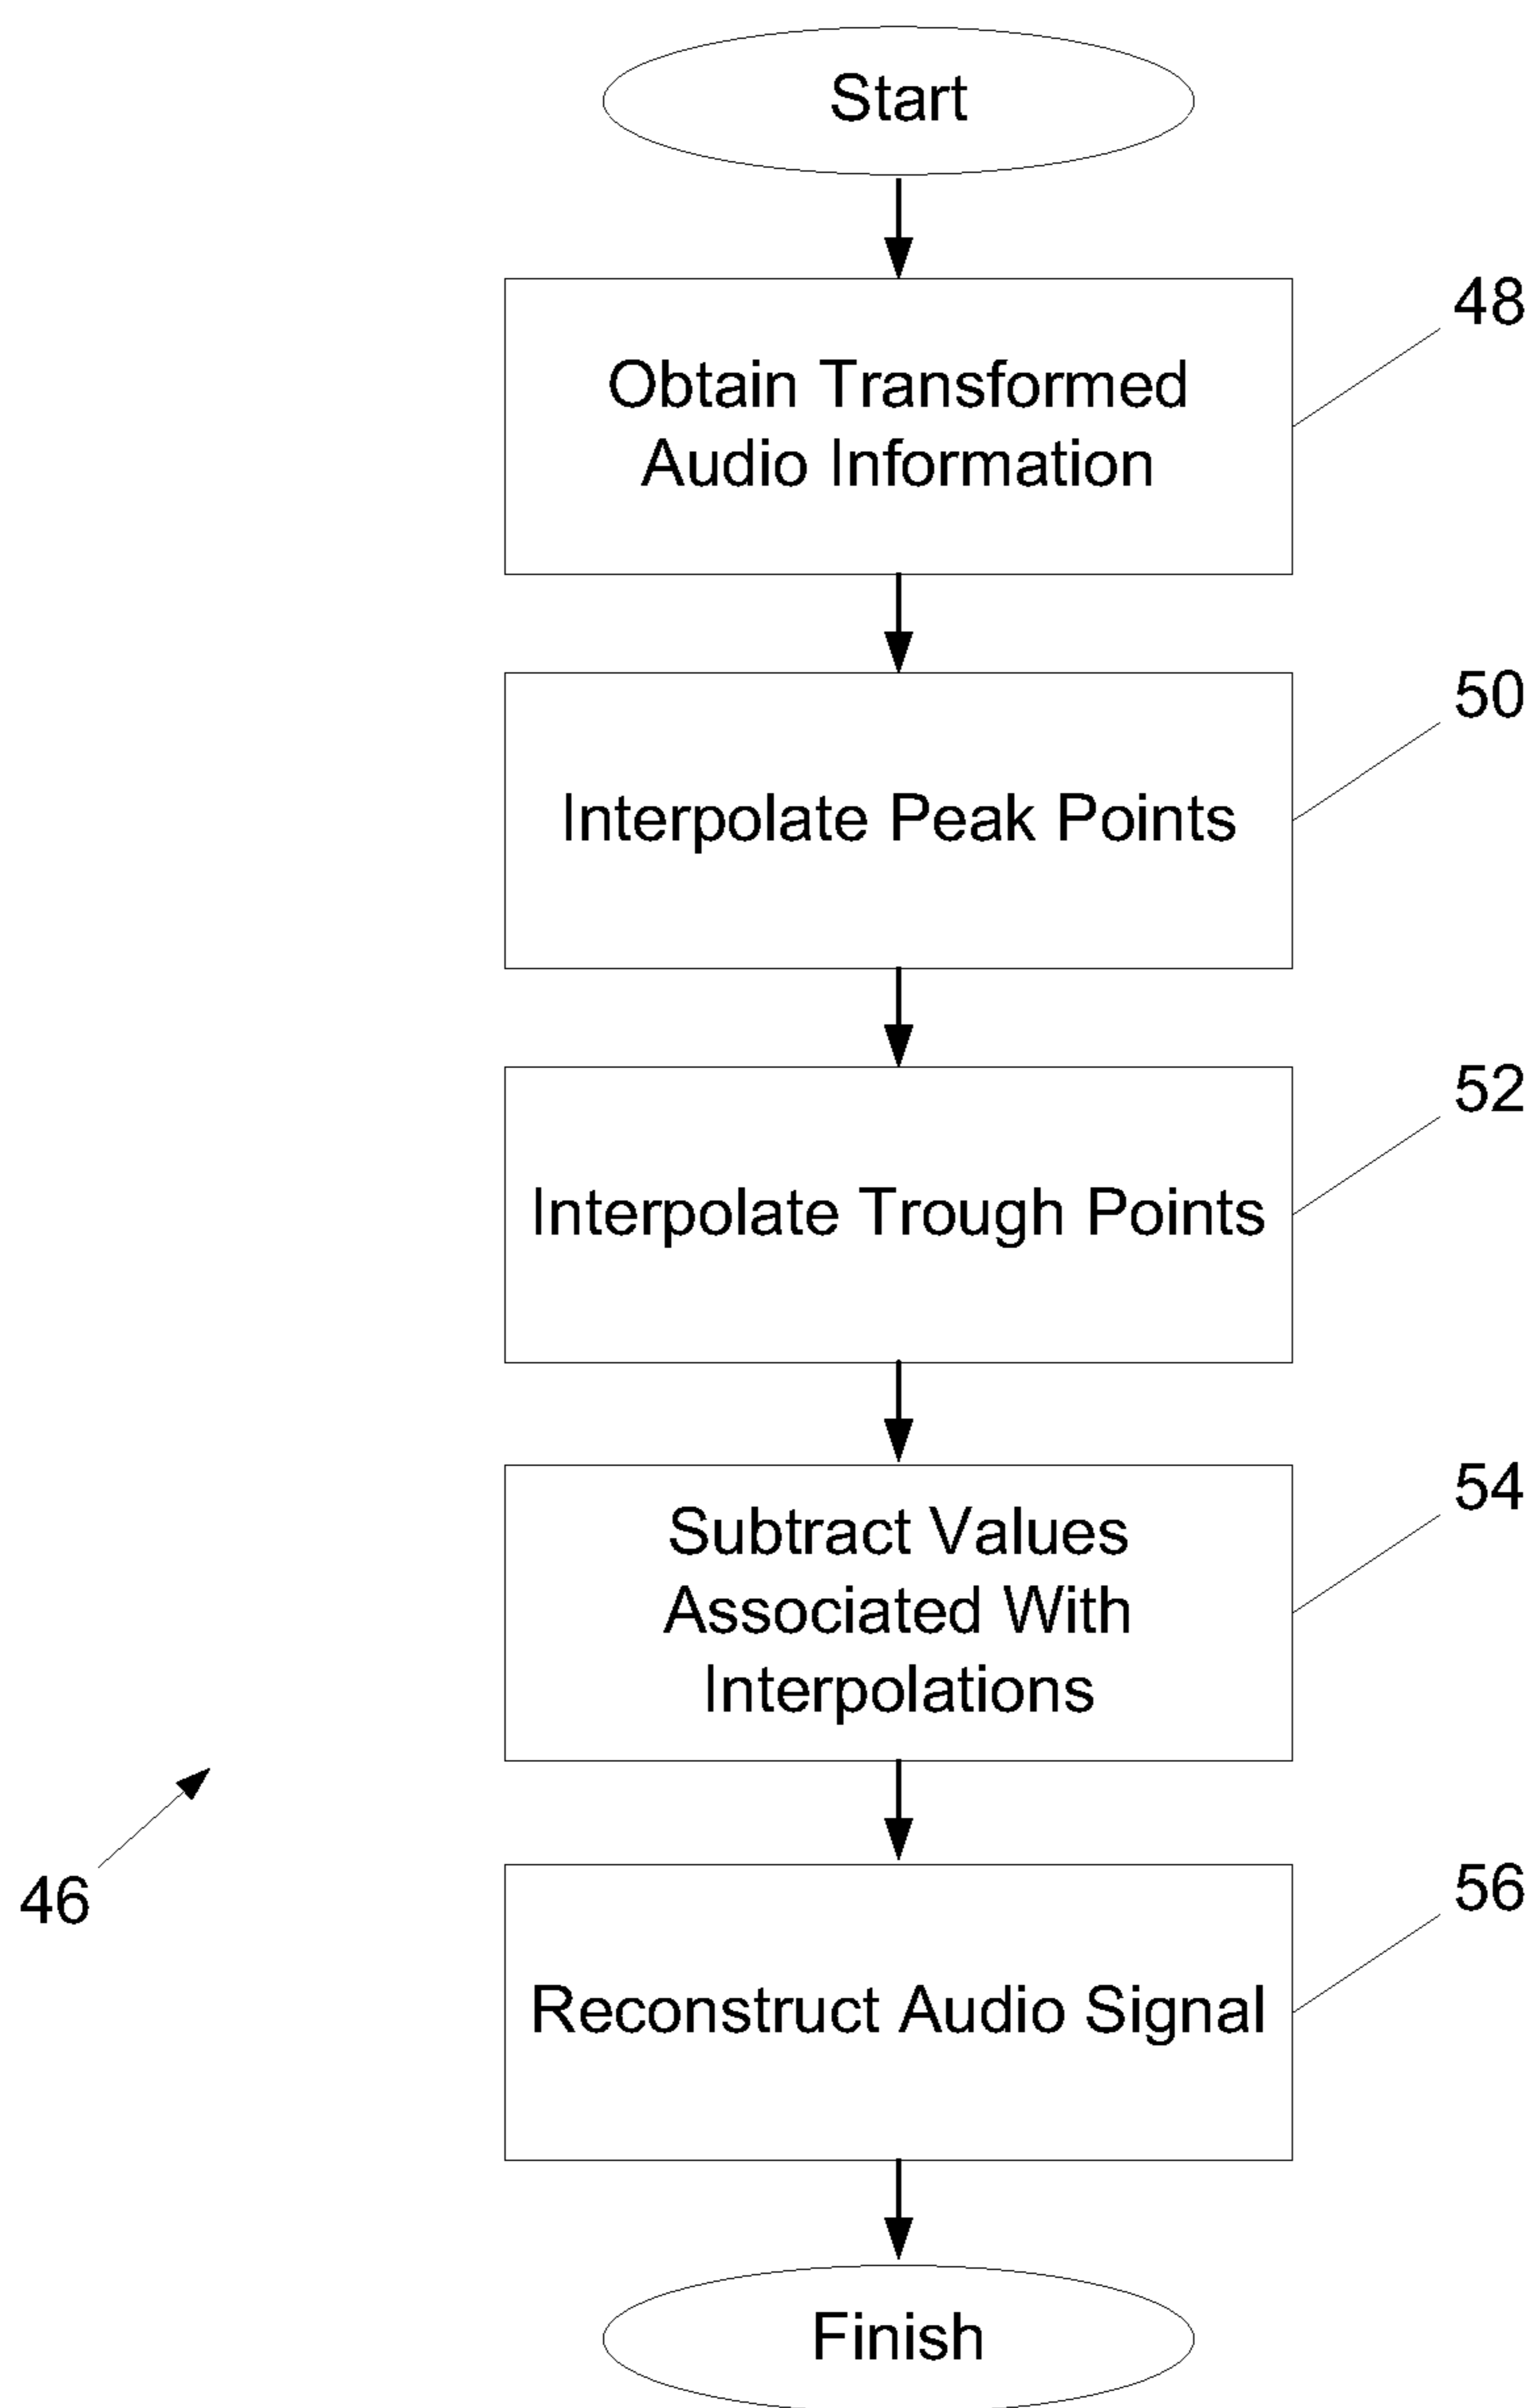 Start
48
Obtain Transformed
Audio Information
50
Interpolate Peak Points
52
Interpolate Trough Points
54
Subtract Values
Associated With
Interpolations
46
56
Reconstruct Audio Signal
Finish